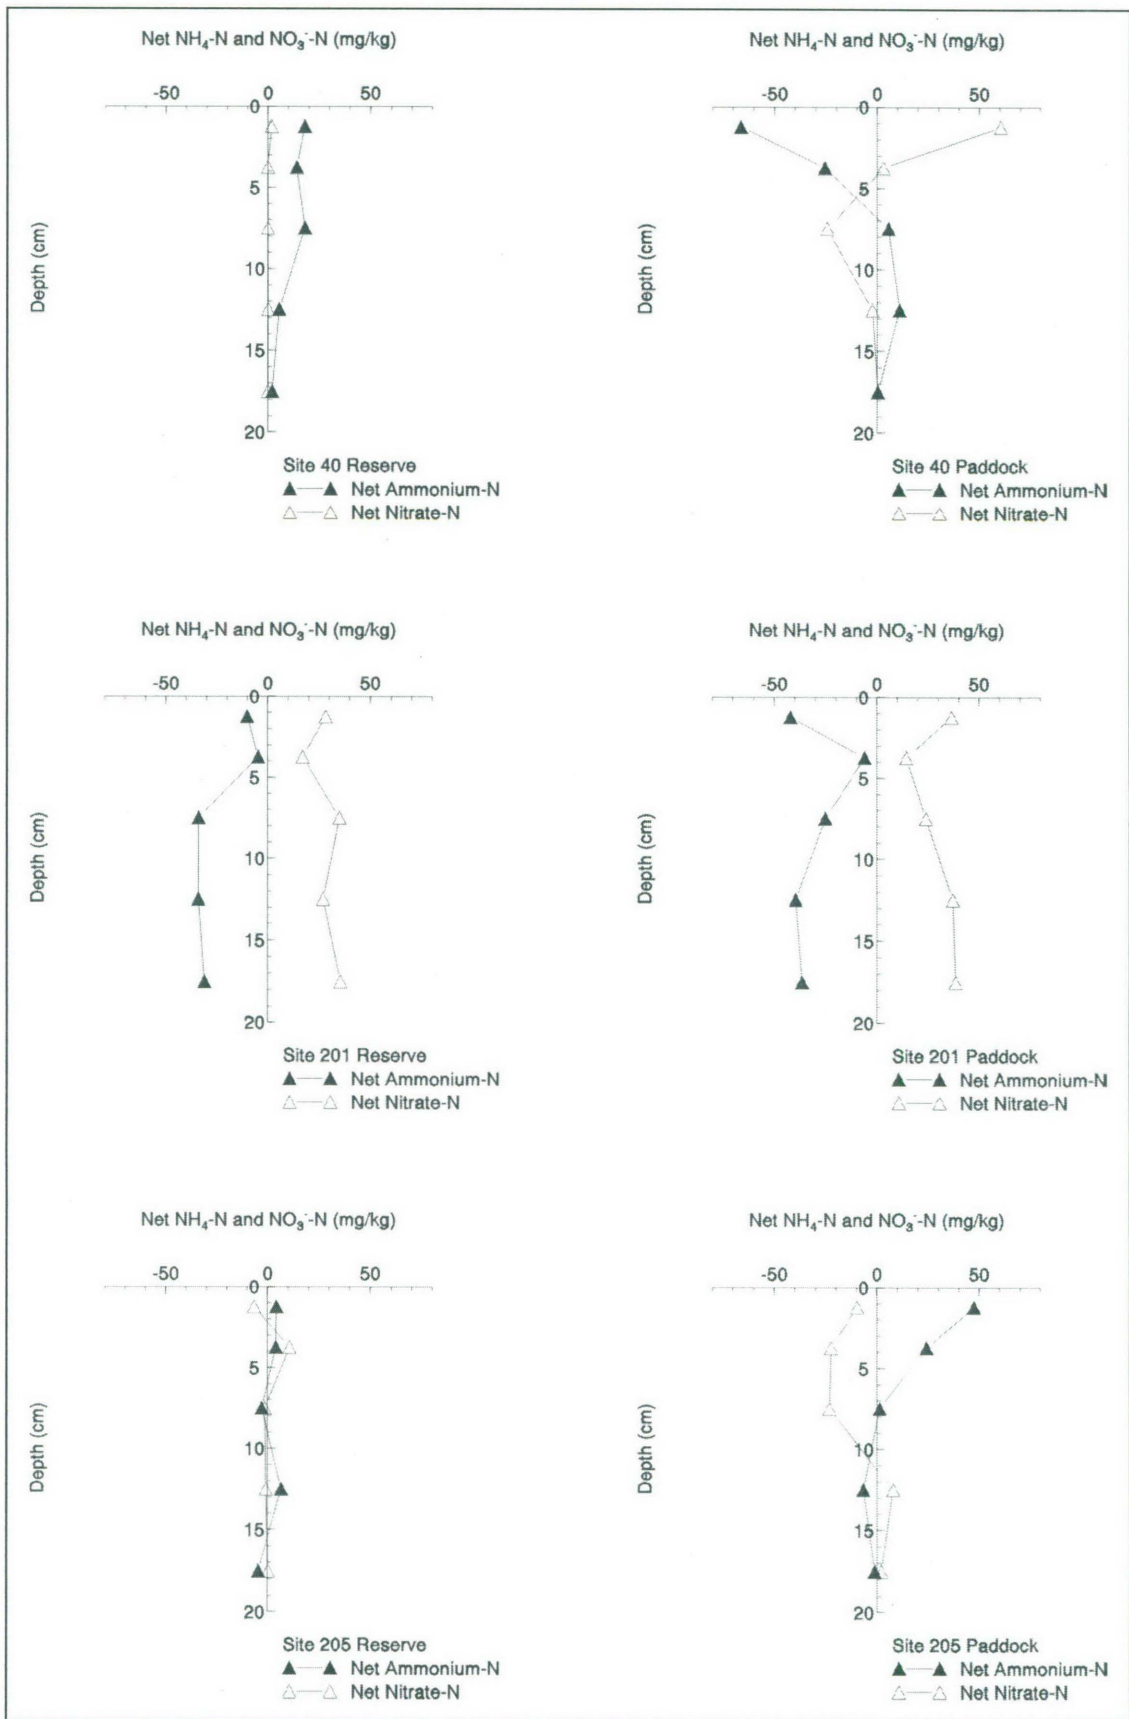 Net NH₄-N and NO₃⁻-N (mg/kg)
-50 0 50
0
5
10
15
20
Depth (cm)
Site 40 Reserve
Net Ammonium-N
Net Nitrate-N
Net NH₄-N and NO₃⁻-N (mg/kg)
-50 0 50
0
5
10
15
20
Depth (cm)
Site 40 Paddock
Net Ammonium-N
Net Nitrate-N
Net NH₄-N and NO₃⁻-N (mg/kg)
-50 0 50
0
5
10
15
20
Depth (cm)
Site 201 Reserve
Net Ammonium-N
Net Nitrate-N
Net NH₄-N and NO₃⁻-N (mg/kg)
-50 0 50
0
5
10
15
20
Depth (cm)
Site 201 Paddock
Net Ammonium-N
Net Nitrate-N
Net NH₄-N and NO₃⁻-N (mg/kg)
-50 0 50
0
5
10
15
20
Depth (cm)
Site 205 Reserve
Net Ammonium-N
Net Nitrate-N
Net NH₄-N and NO₃⁻-N (mg/kg)
-50 0 50
0
5
10
15
20
Depth (cm)
Site 205 Paddock
Net Ammonium-N
Net Nitrate-N